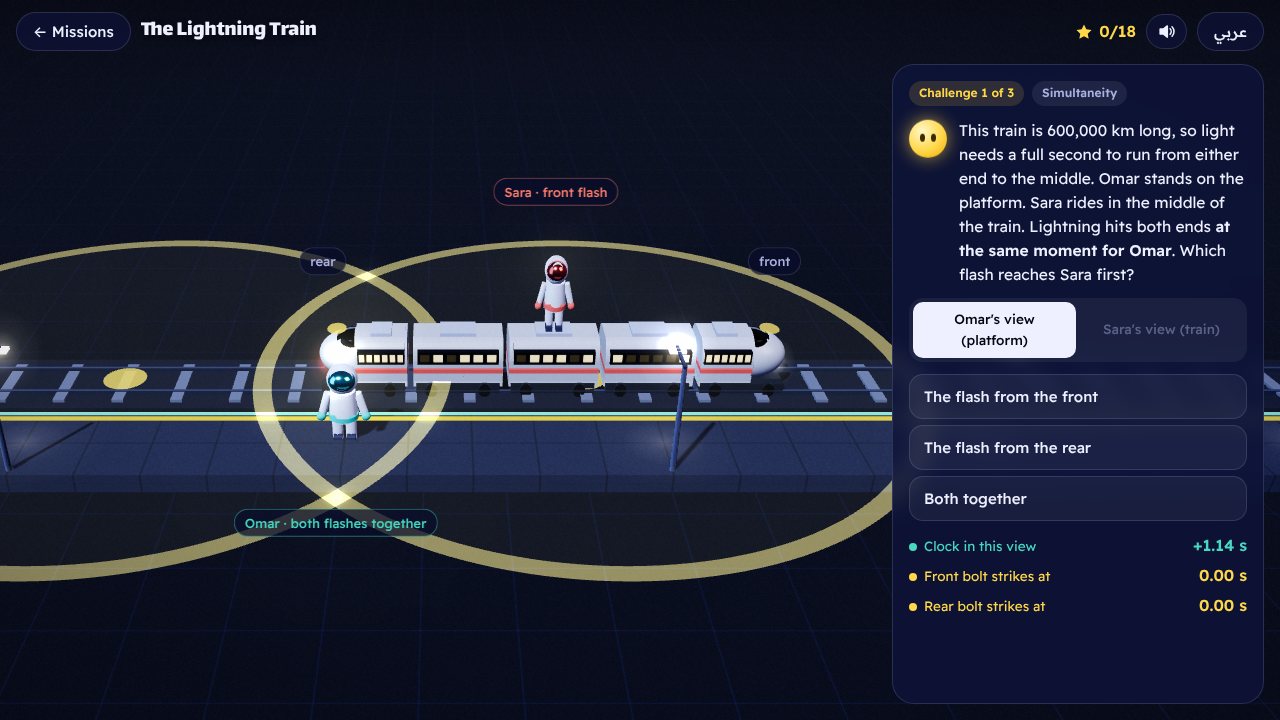 ← Missions
The Lightning Train
0/18
عربي
Challenge 1 of 3
Simultaneity
This train is 600,000 km long, so light
needs a full second to run from either
end to the middle. Omar stands on the
platform. Sara rides in the middle of
the train. Lightning hits both ends at
the same moment for Omar. Which
flash reaches Sara first?
Omar's view
(platform)
Sara's view (train)
The flash from the front
The flash from the rear
Both together
Clock in this view
+1.14 s
Front bolt strikes at
0.00 s
Rear bolt strikes at
0.00 s
Sara · front flash
rear
front
Omar · both flashes together